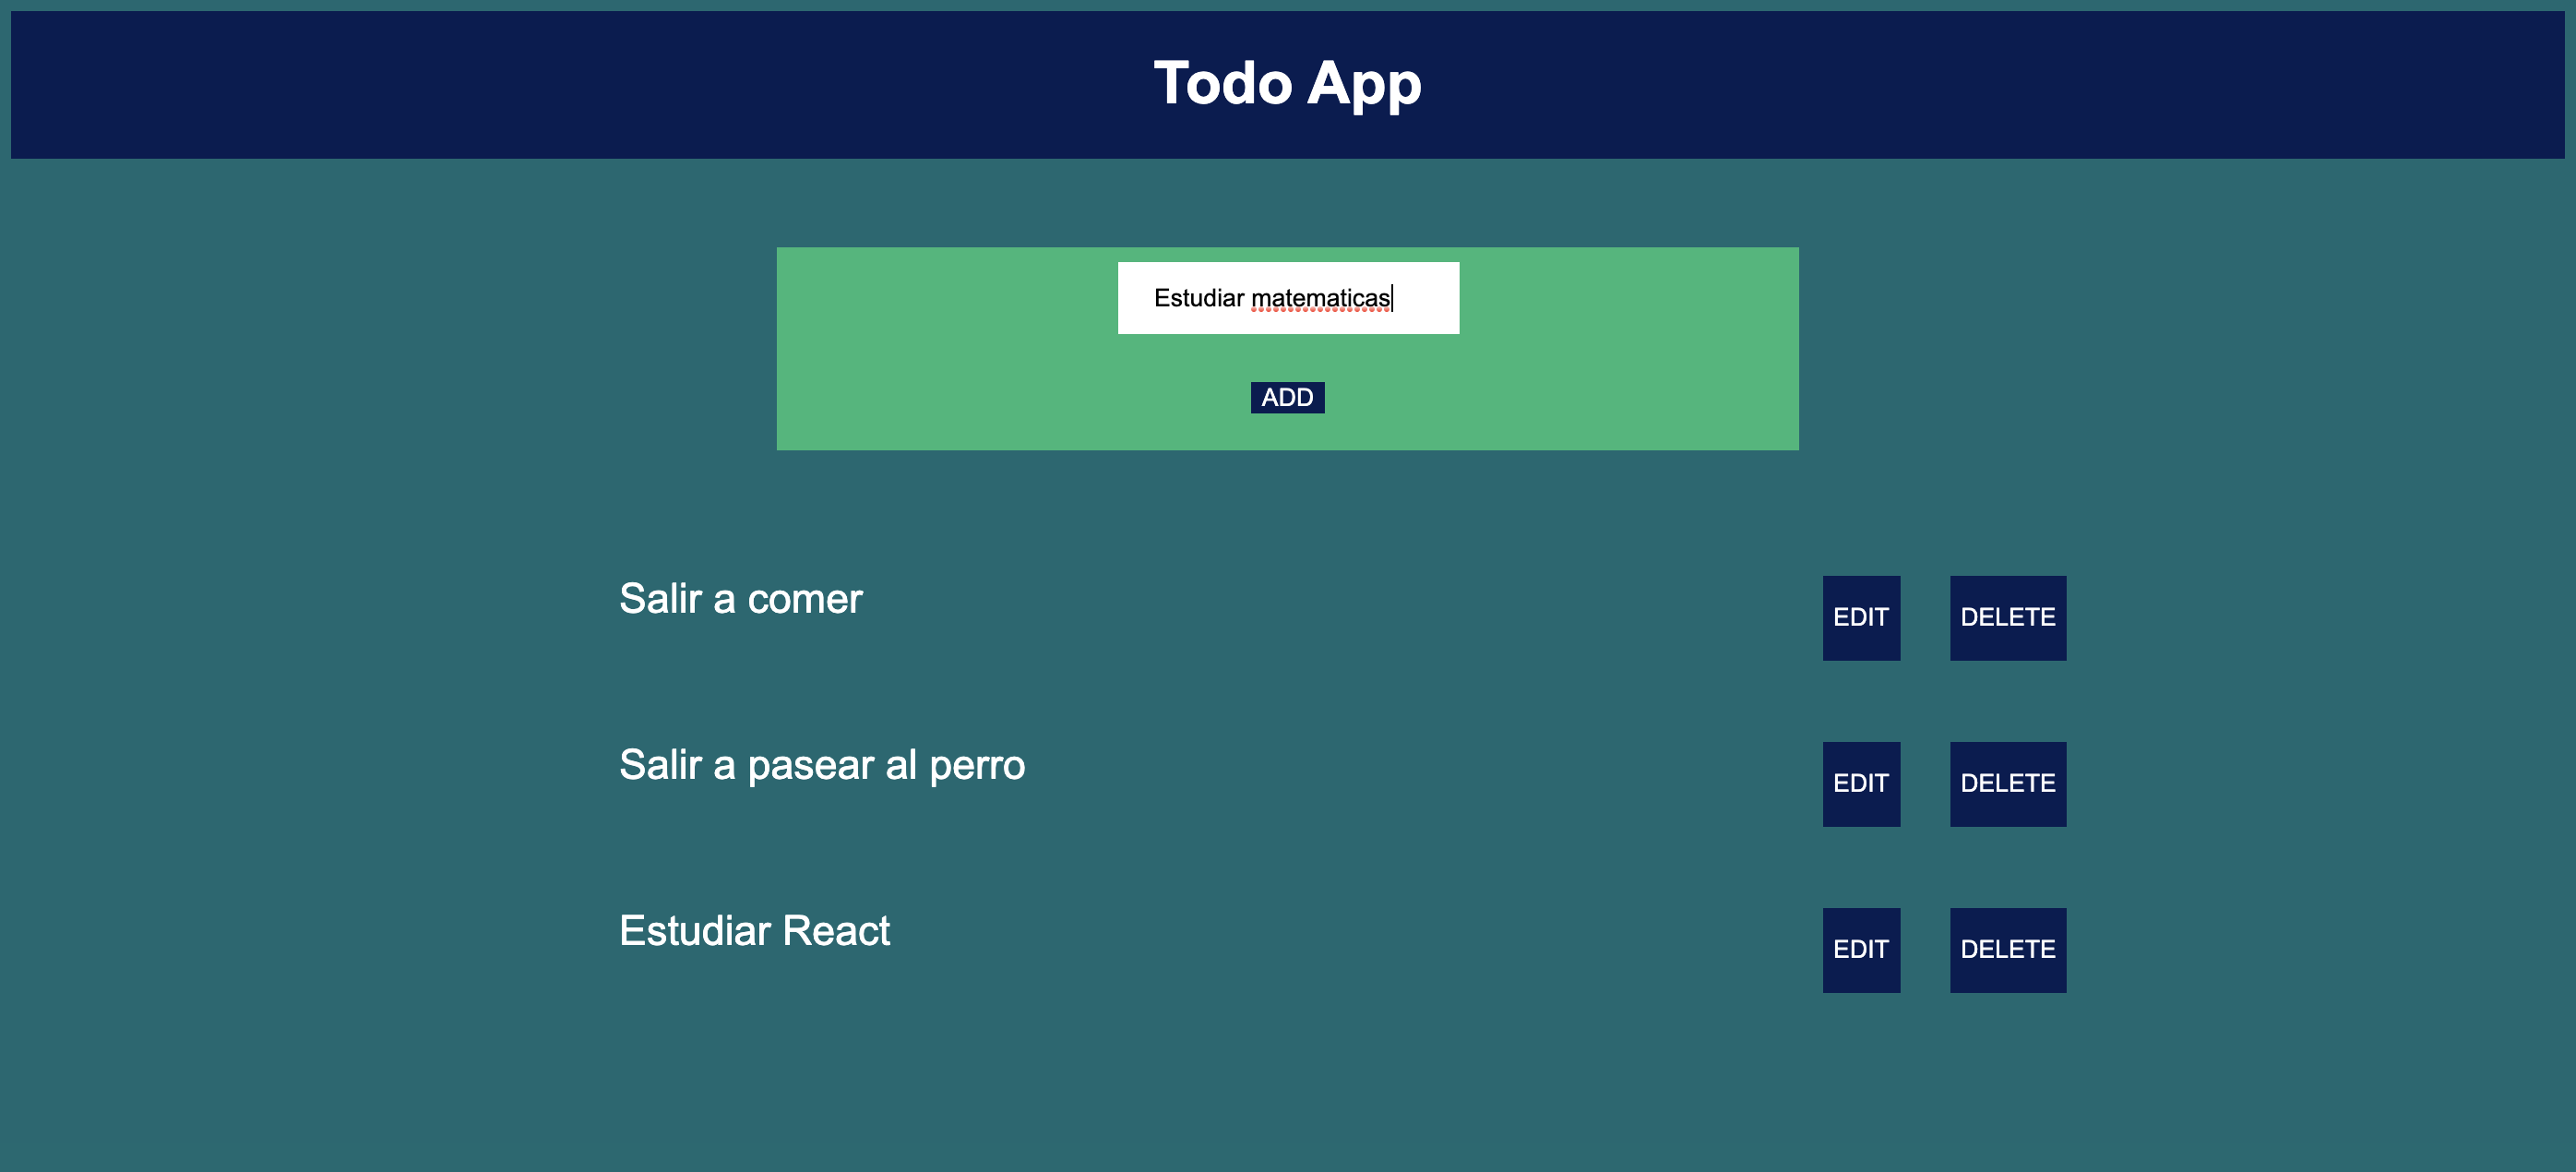 Todo App
Estudiar matematicas
ADD
Salir a comer
EDIT
DELETE
Salir a pasear al perro
EDIT
DELETE
Estudiar React
EDIT
DELETE